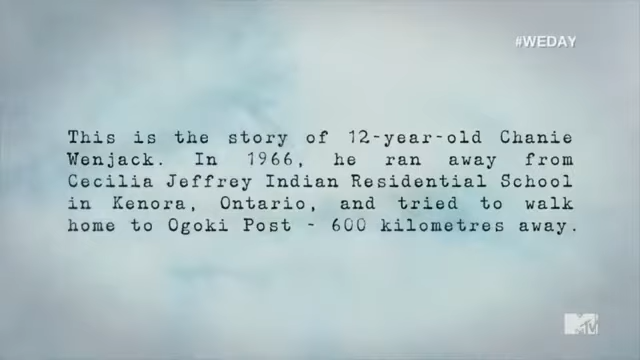 #WEDAY
This is the story of 12-year-old Chanie
Wenjack. In 1966, he ran away from
Cecilia Jeffrey Indian Residential School
in Kenora, Ontario, and tried to walk
home to Ogoki Post - 600 kilometres away.
MTV